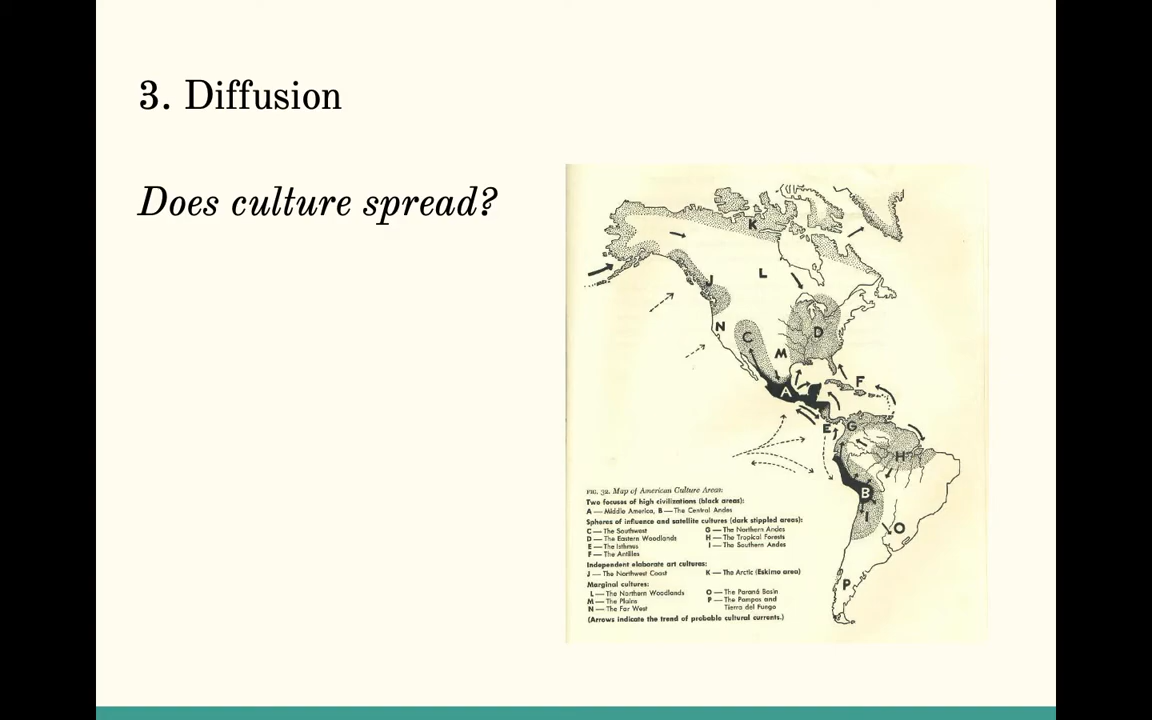 3. Diffusion
Does culture spread?
K
L
J
N
C
D
M
A
F
E
G
H
B
I
O
P
FIG. 32. Map of American Culture Areas:
Two focuses of high civilizations (black areas):
A — Middle America, B — The Central Andes
Spheres of influence and satellite cultures (dark stippled areas):
C — The Southwest
D — The Eastern Woodlands
E — The Isthmus
F — The Antilles
G — The Northern Andes
H — The Tropical Forests
I — The Southern Andes
Independent elaborate art cultures:
J — The Northwest Coast
K — The Arctic (Eskimo area)
Marginal cultures:
L — The Northern Woodlands
M — The Plains
N — The Far West
O — The Paraná Basin
P — The Pampas and
Tierra del Fuego
(Arrows indicate the trend of probable cultural currents.)